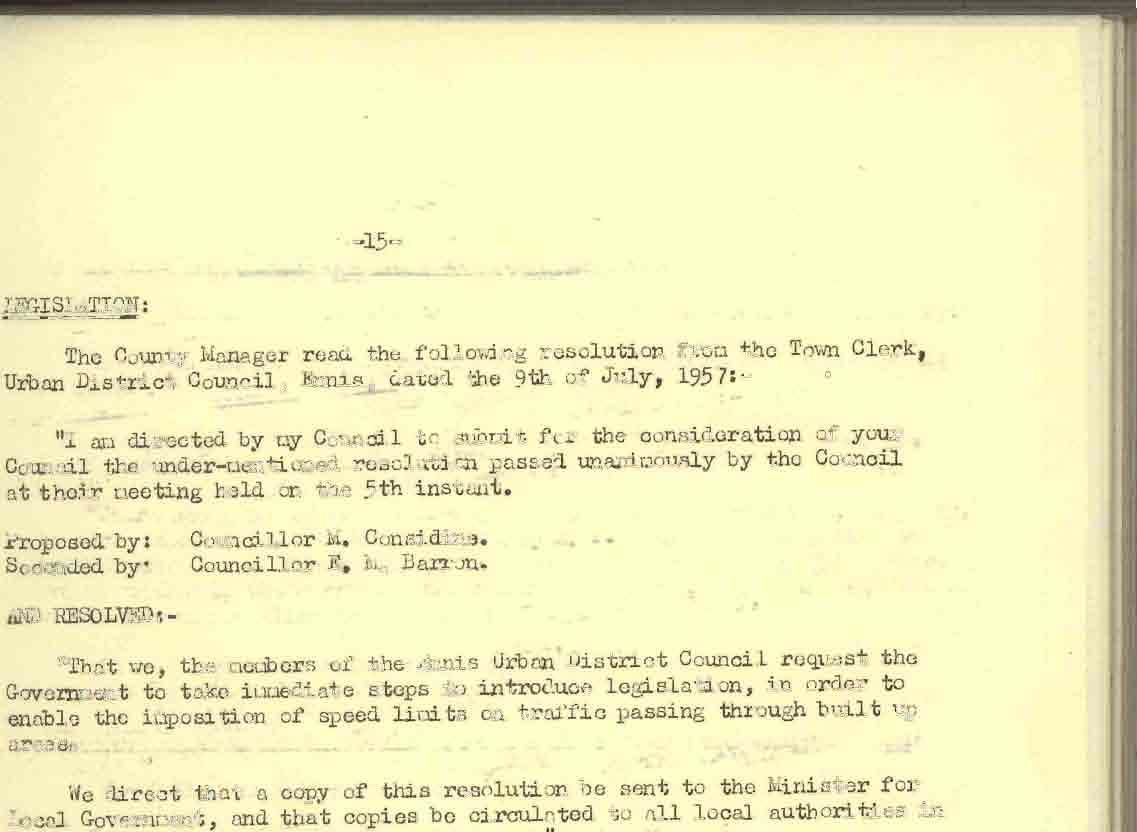 -15-
LEGISLATION:
The County Manager read the following resolution from the Town Clerk,
Urban District Council, Ennis, dated the 9th of July, 1957:-
"I am directed by my Council to submit for the consideration of your
Council the under-mentioned resolution passed unanimously by the Council
at their meeting held on the 5th instant.
Proposed by: Councillor M. Considine.
Seconded by: Councillor F. M. Barron.
AND RESOLVED:-
"That we, the members of the Ennis Urban District Council request the
Government to take immediate steps to introduce legislation, in order to
enable the imposition of speed limits on traffic passing through built up
areas.
We direct that a copy of this resolution be sent to the Minister for
Local Government, and that copies be circulated to all local authorities in
"